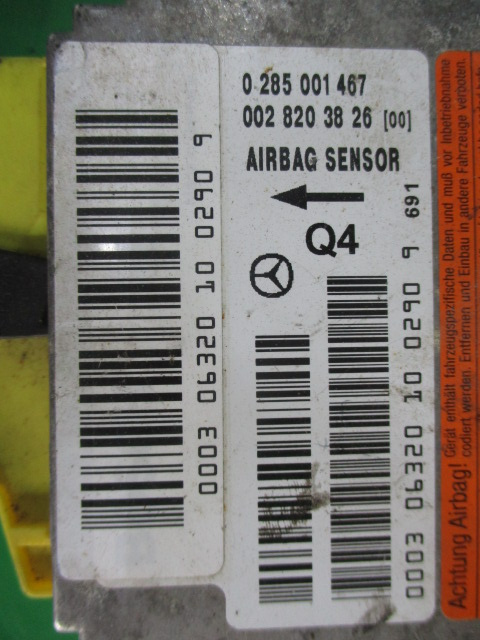 0 285 001 467
002 820 38 26 [00]
AIRBAG SENSOR
Q4
691
0003 06320 10 0290 9
0003 06320 10 0290 9
Achtung Airbag! Gerät enthält fahrzeugspezifische Daten und muß vor Inbetriebnahme
codiert werden. Entfernen und Einbau in andere Fahrzeuge verboten.